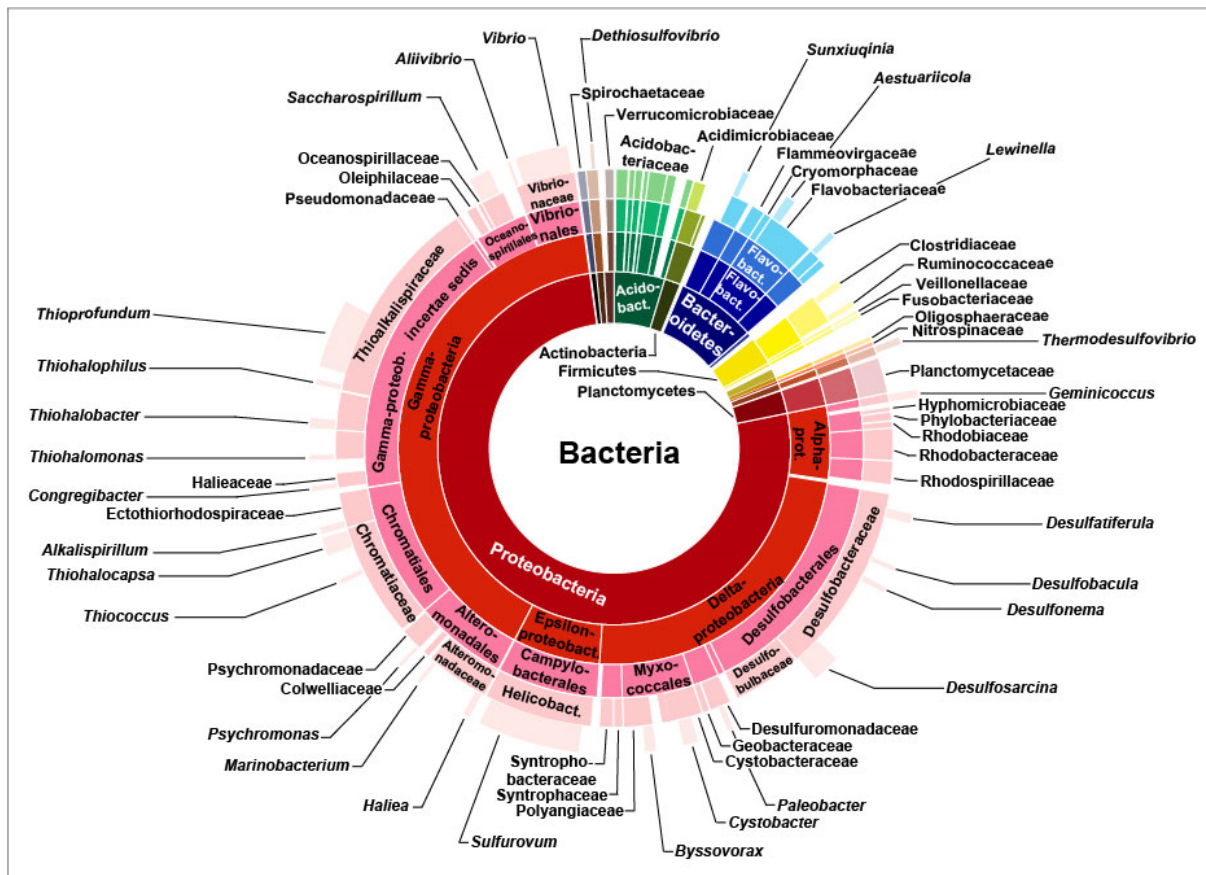 Vibrio
Dethiosulfovibrio
Aliivibrio
Sunxiuqinia
Saccharospirillum
Spirochaetaceae
Aestuariicola
Verrucomicrobiaceae
Acidobac-
teriaceae
Acidimicrobiaceae
Oceanospirillaceae
Flammeovirgaceae
Lewinella
Oleiphilaceae
Cryomorphaceae
Pseudomonadaceae
Flavobacteriaceae
Vibrio-
naceae
Oceano-
spirillales
Vibrio-
nales
Flavo-
bact.
Flavo-
bact.
Clostridiaceae
Ruminococcaceae
Veillonellaceae
Fusobacteriaceae
Oligosphaeraceae
Nitrospinaceae
Thermodesulfovibrio
Acido-
bact.
Bacter-
oidetes
Thioalkalispiraceae
Gamma-proteob. incertae sedis
Gamma-
proteobacteria
Thioprofundum
Actinobacteria
Firmicutes
Planctomycetes
Planctomycetaceae
Thiohalophilus
Geminicoccus
Hyphomicrobiaceae
Thiohalobacter
Phylobacteriaceae
Rhodobiaceae
Alpha-
prot.
Bacteria
Thiohalomonas
Rhodobacteraceae
Halieaceae
Rhodospirillaceae
Congregibacter
Ectothiorhodospiraceae
Chromatiales
Chromatiaceae
Desulfatiferula
Alkalispirillum
Thiohalocapsa
Proteobacteria
Delta-
proteobacteria
Desulfobacterales
Desulfobacteraceae
Desulfobacula
Thiococcus
Desulfonema
Altero-
monadales
Epsilon-
proteobact.
Alteromo-
nadaceae
Campylo-
bacterales
Myxo-
coccales
Desulfo-
bulbaceae
Psychromonadaceae
Colwelliaceae
Helicobact.
Desulfosarcina
Psychromonas
Desulfuromonadaceae
Geobacteraceae
Cystobacteraceae
Marinobacterium
Syntropho-
bacteraceae
Syntrophaceae
Polyangiaceae
Haliea
Paleobacter
Cystobacter
Sulfurovum
Byssovorax